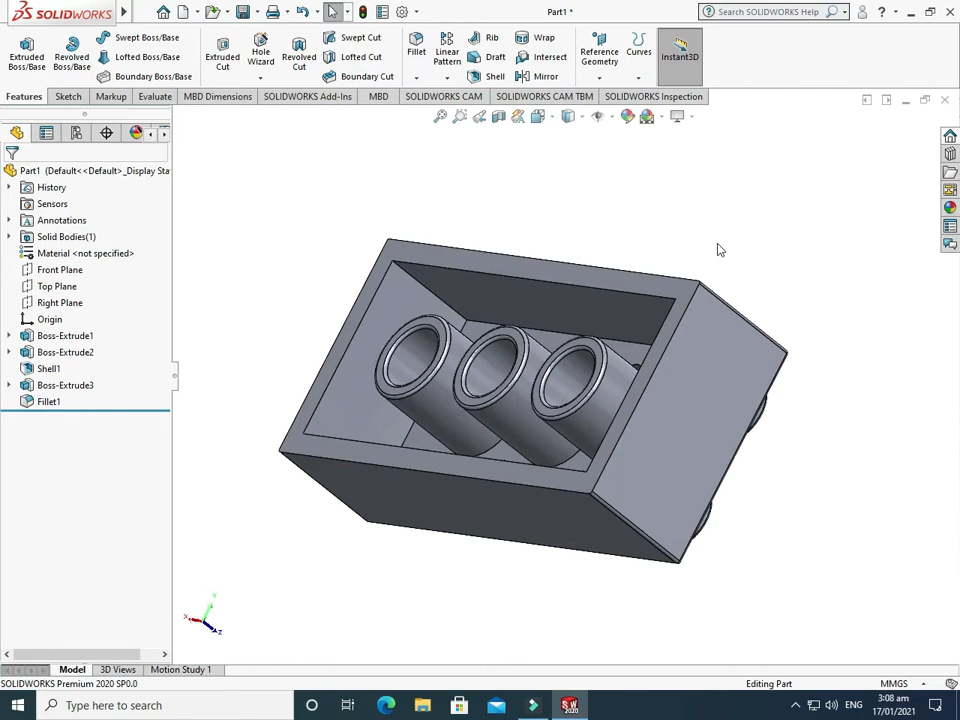 SOLIDWORKS
Part1 *
Search SOLIDWORKS Help
Extruded Boss/Base
Revolved Boss/Base
Swept Boss/Base
Lofted Boss/Base
Boundary Boss/Base
Extruded Cut
Hole Wizard
Revolved Cut
Swept Cut
Lofted Cut
Boundary Cut
Fillet
Linear Pattern
Rib
Draft
Shell
Wrap
Intersect
Mirror
Reference Geometry
Curves
Instant3D
Features
Sketch
Markup
Evaluate
MBD Dimensions
SOLIDWORKS Add-Ins
MBD
SOLIDWORKS CAM
SOLIDWORKS CAM TBM
SOLIDWORKS Inspection
Part1 (Default<<Default>_Display Sta
History
Sensors
Annotations
Solid Bodies(1)
Material <not specified>
Front Plane
Top Plane
Right Plane
Origin
Boss-Extrude1
Boss-Extrude2
Shell1
Boss-Extrude3
Fillet1
Y
X
Z
Model
3D Views
Motion Study 1
SOLIDWORKS Premium 2020 SP0.0
Editing Part
MMGS
Type here to search
SW
2020
ENG
3:08 am
17/01/2021